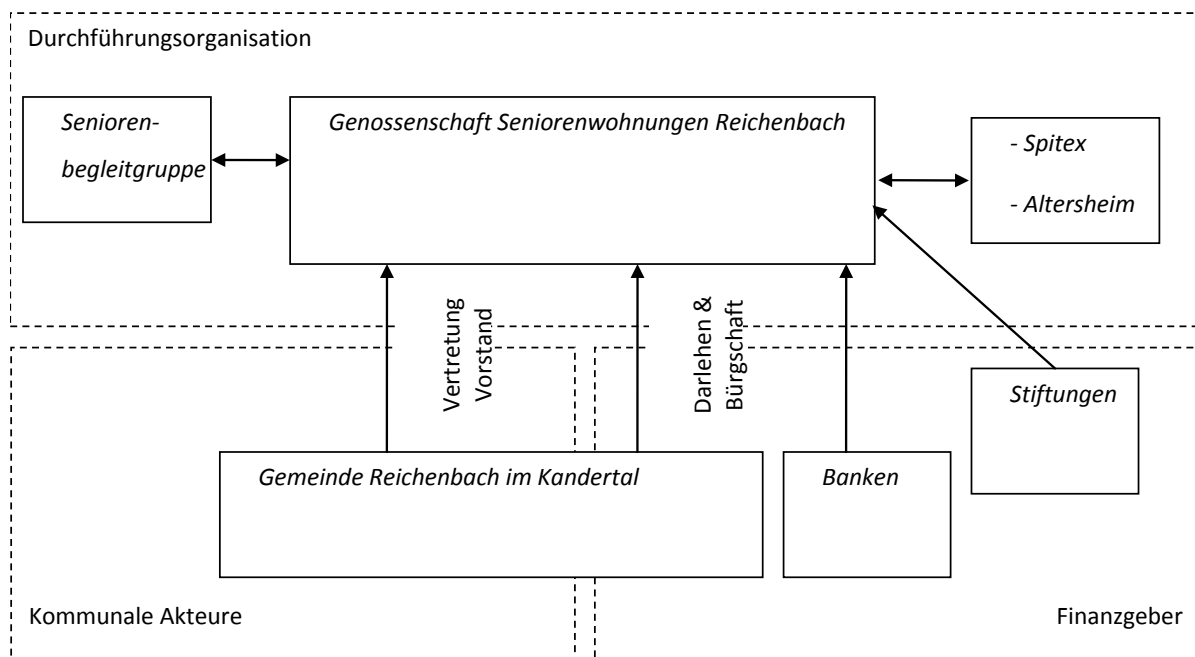 Durchführungsorganisation
Senioren-
begleitgruppe
Genossenschaft Seniorenwohnungen Reichenbach
- Spitex
- Altersheim
Vertretung
Vorstand
Darlehen &
Bürgschaft
Stiftungen
Gemeinde Reichenbach im Kandertal
Banken
Kommunale Akteure
Finanzgeber